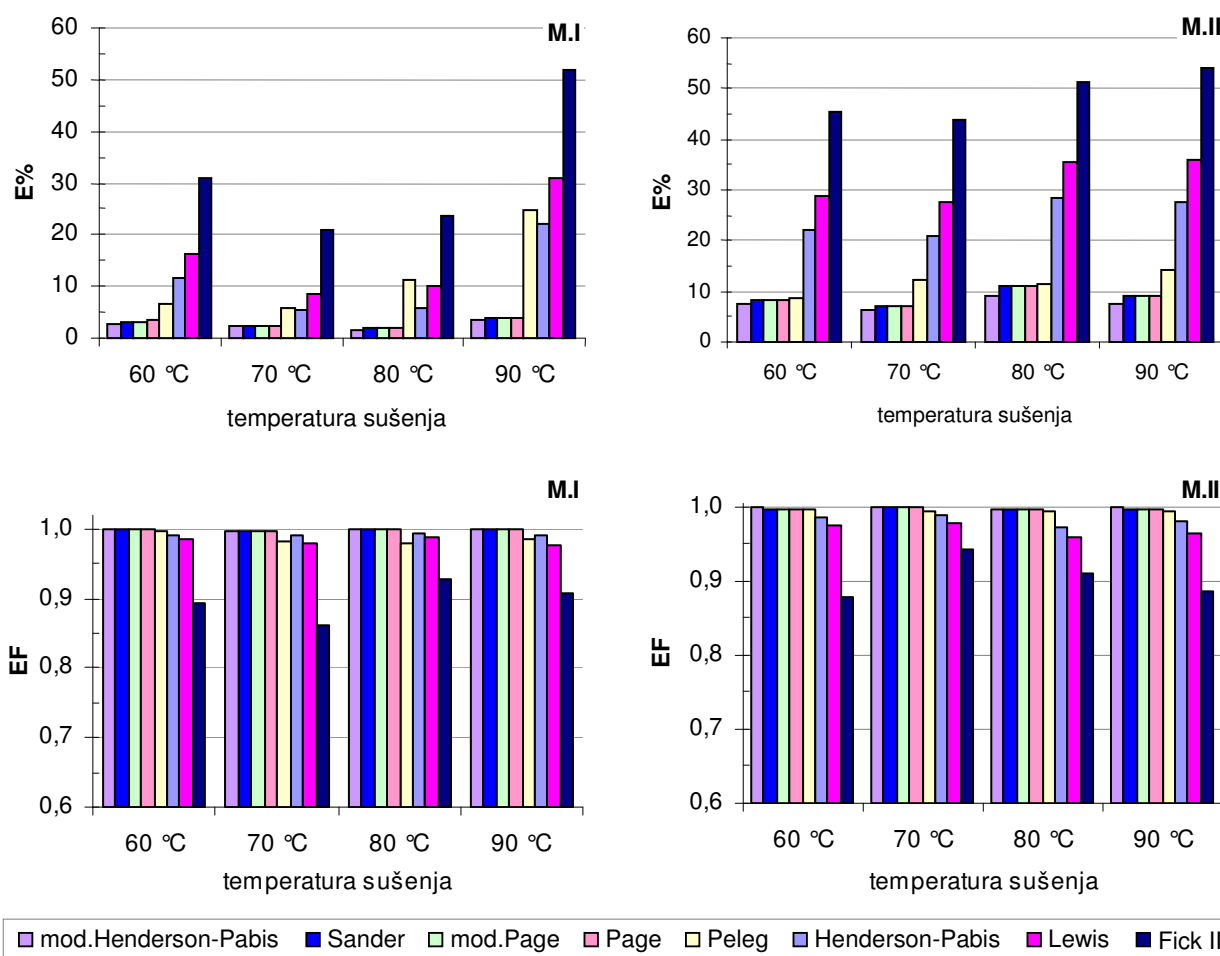 M.I
60
50
40
30
20
10
0
E%
60 °C 70 °C 80 °C 90 °C
temperatura sušenja
M.II
60
50
40
30
20
10
0
E%
60 °C 70 °C 80 °C 90 °C
temperatura sušenja
M.I
1,0
0,9
0,8
0,7
0,6
EF
60 °C 70 °C 80 °C 90 °C
temperatura sušenja
M.II
1,0
0,9
0,8
0,7
0,6
EF
60 °C 70 °C 80 °C 90 °C
temperatura sušenja
mod.Henderson-Pabis Sander mod.Page Page Peleg Henderson-Pabis Lewis Fick II